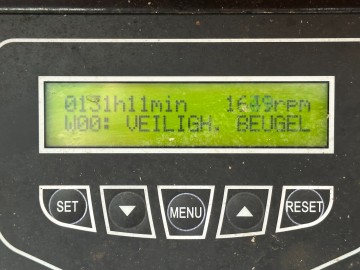 0131h11min 1649rpm
W00: VEILIGH. BEUGEL
SET MENU RESET